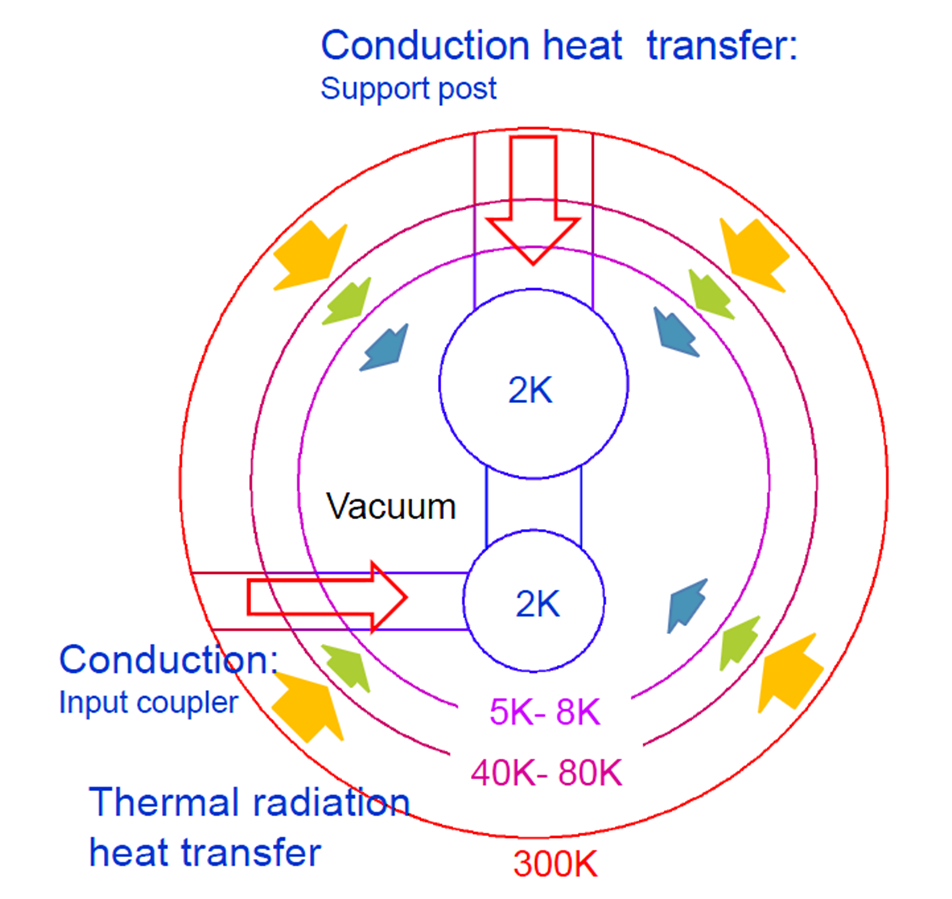 Conduction heat transfer:
Support post
2K
Vacuum
2K
Conduction:
Input coupler
5K- 8K
40K- 80K
Thermal radiation
heat transfer
300K